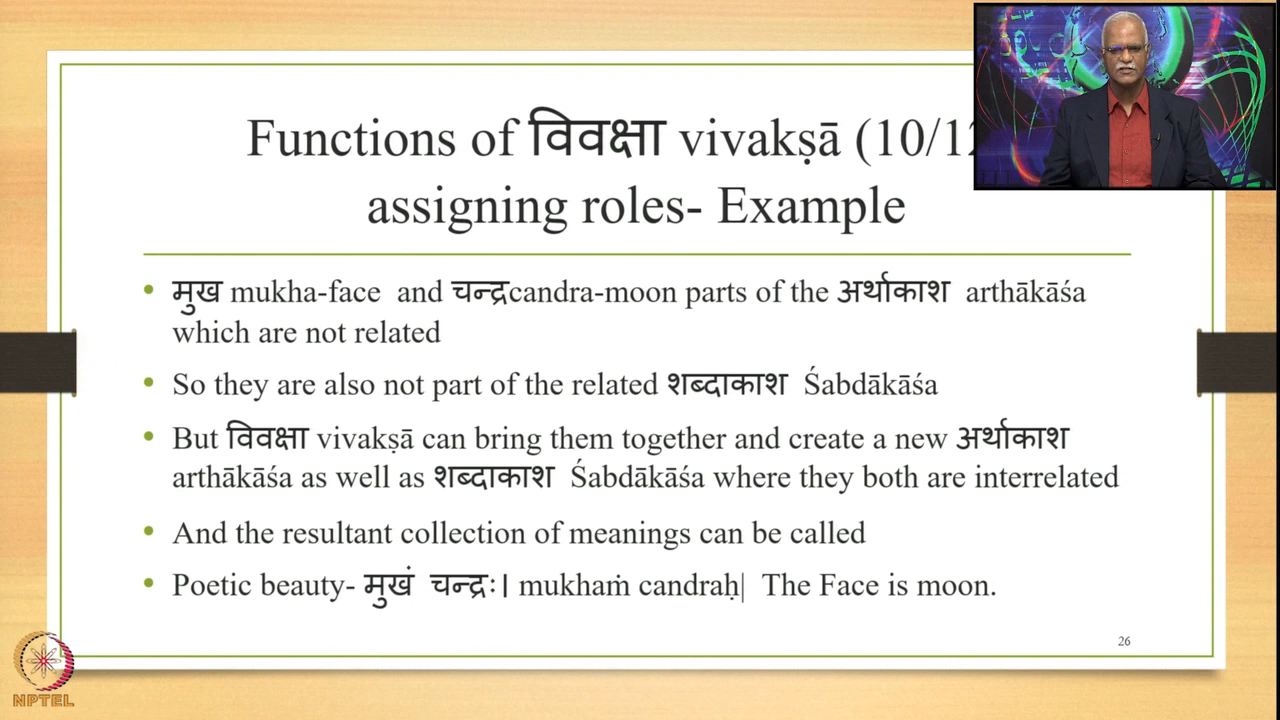 Functions of विवक्षा vivakṣā (10/12
assigning roles- Example
मुख mukha-face and चन्द्रcandra-moon parts of the अर्थाकाश arthākāśa
which are not related
So they are also not part of the related शब्दाकाश Śabdākāśa
But विवक्षा vivakṣā can bring them together and create a new अर्थाकाश
arthākāśa as well as शब्दाकाश Śabdākāśa where they both are interrelated
And the resultant collection of meanings can be called
Poetic beauty- मुखं चन्द्रः। mukhaṁ candraḥ| The Face is moon.
26
NPTEL